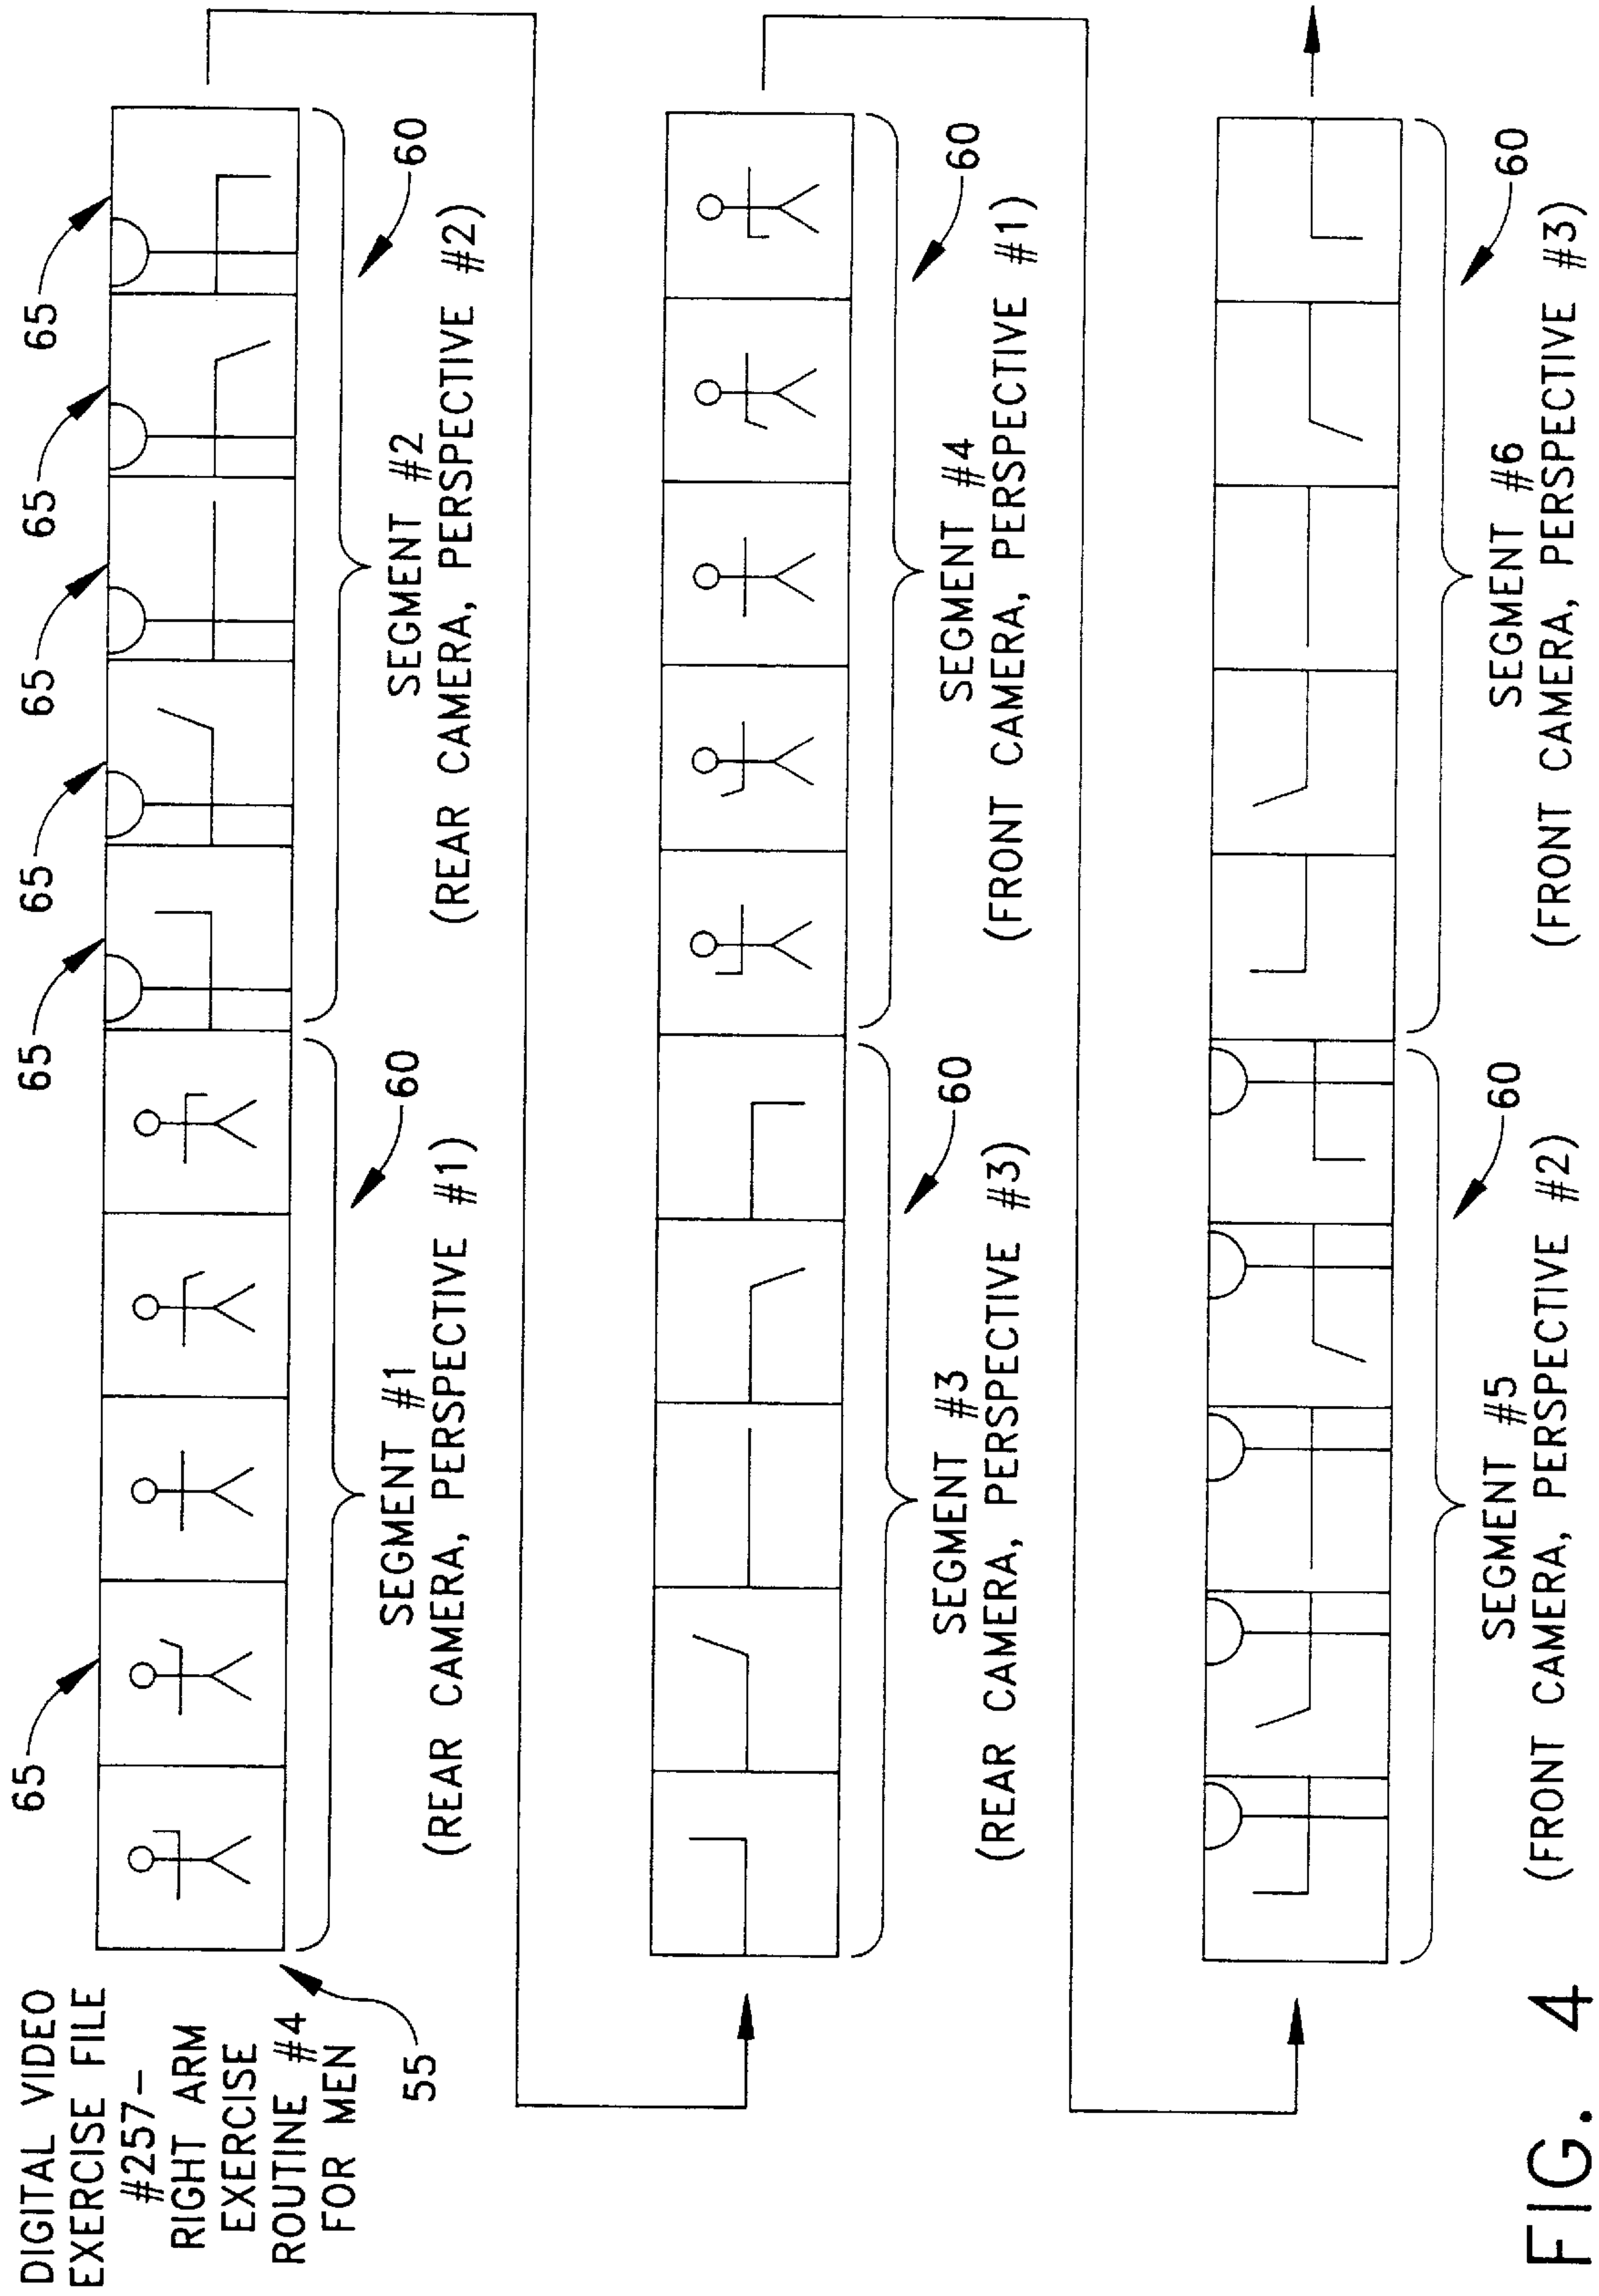 DIGITAL VIDEO
EXERCISE FILE
#257-
RIGHT ARM
EXERCISE
ROUTINE #4
FOR MEN
55
65
65
65
65
65
65
60
SEGMENT #1
(REAR CAMERA, PERSPECTIVE #1)
60
SEGMENT #2
(REAR CAMERA, PERSPECTIVE #2)
60
SEGMENT #3
(REAR CAMERA, PERSPECTIVE #3)
60
SEGMENT #4
(FRONT CAMERA, PERSPECTIVE #1)
60
SEGMENT #5
(FRONT CAMERA, PERSPECTIVE #2)
60
SEGMENT #6
(FRONT CAMERA, PERSPECTIVE #3)
FIG. 4